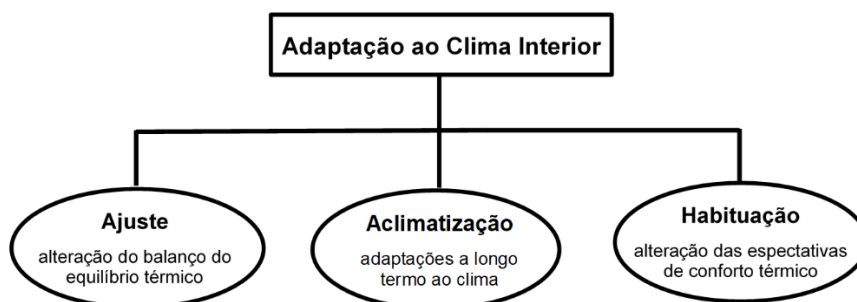 Adaptação ao Clima Interior
Ajuste
alteração do balanço do
equilíbrio térmico
Aclimatização
adaptações a longo
termo ao clima
Habituação
alteração das espectativas
de conforto térmico